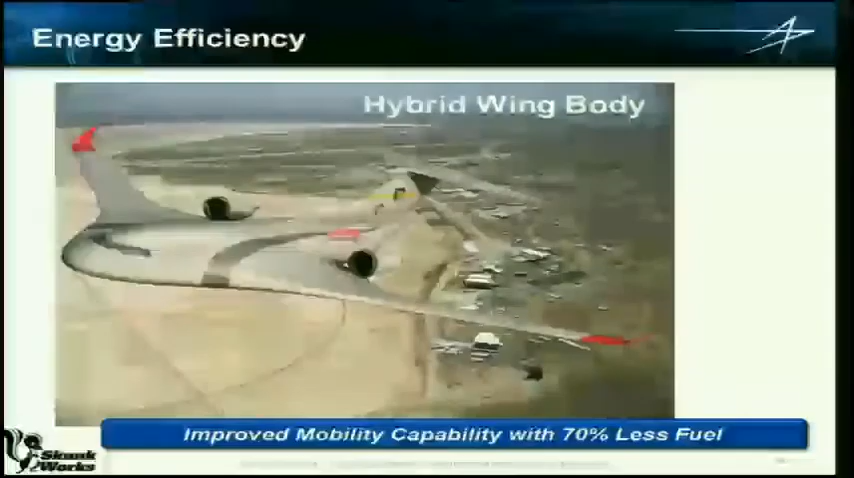 Energy Efficiency
Hybrid Wing Body
Improved Mobility Capability with 70% Less Fuel
Skunk
Works